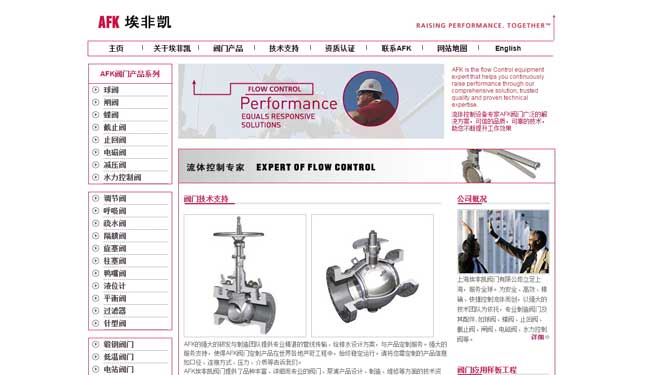 AFK 埃非凯
RAISING PERFORMANCE. TOGETHER™
主页
关于埃非凯
阀门产品
技术支持
资质认证
联系AFK
网站地图
English
AFK阀门产品系列
球阀
闸阀
蝶阀
截止阀
止回阀
电磁阀
减压阀
水力控制阀
调节阀
呼吸阀
疏水阀
隔膜阀
旋塞阀
柱塞阀
鸭嘴阀
液位计
平衡阀
过滤器
针型阀
锻钢阀门
低温阀门
电站阀门
FLOW CONTROL
Performance
EQUALS RESPONSIVE
SOLUTIONS
AFK is the flow Control equipment
expert that helps you continuously
raise performance through our
comprehensive solution, trusted
quality and proven technical
expertise.
流体控制设备专家AFK阀门广泛的解
决方案，可信的品质，可靠的技术，
助您不断提升工作效果
流体控制专家 EXPERT OF FLOW CONTROL
阀门技术支持
AFK的强大的研发与制造团队提供专业精湛的管线传输、给排水设计方案，与产品定制服务。强大的
服务支持，使得AFK阀门定制产品在世界各地严苛工程中，始终稳定运行。请将您需定制的产品信息
如口径、连接方式、压力、介质等告诉我们。
AFK埃非凯阀门提供了品种丰富、详细而专业的阀门、泵浦产品设计、制造、维修等方面的技术资
公司概况
上海埃非凯阀门有限公司立足上
海，服务全球。为安全、高效、精
输、快捷控制流体而创，以强大的
技术团队为依托，专业制造阀门及
其配件, 如球阀、蝶阀、止回阀、
截止阀、闸阀、电磁阀、水力控制
阀等。
详细
阀门应用样板工程